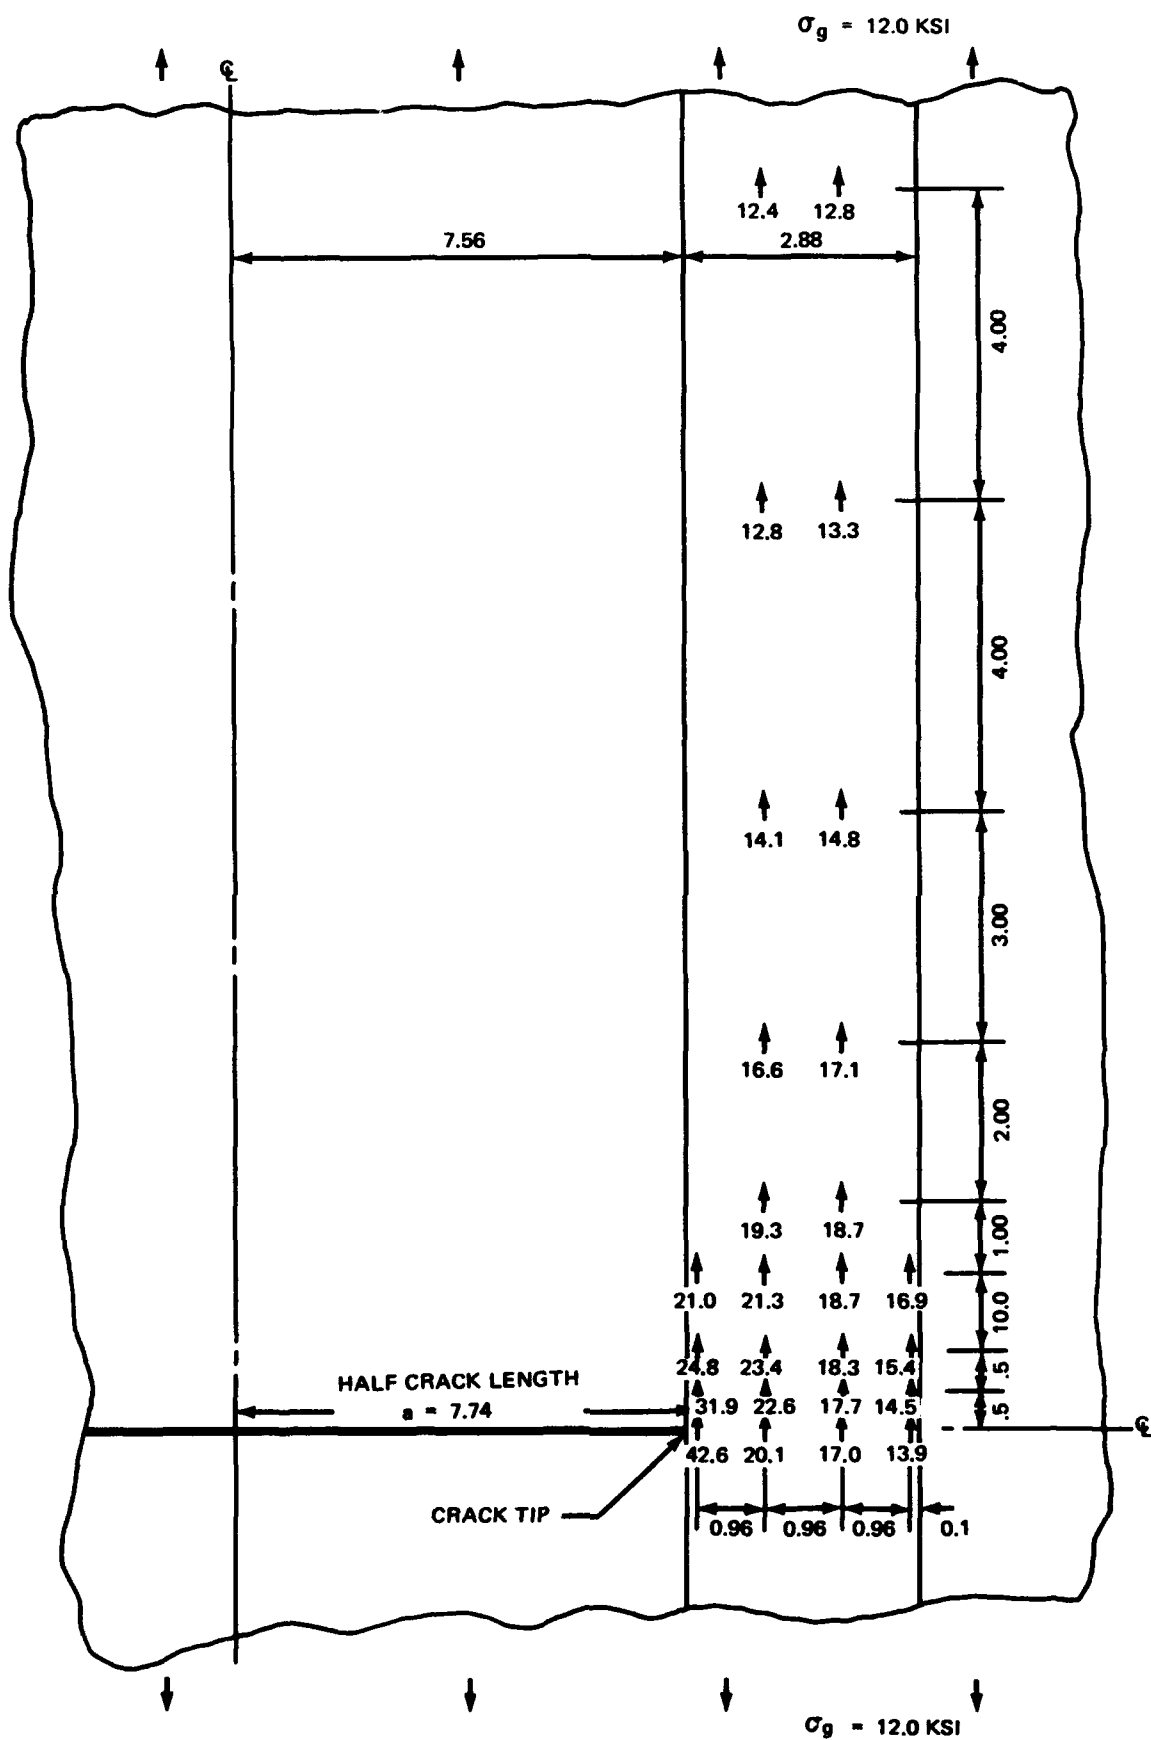 σg = 12.0 KSI
℄
12.4 12.8
7.56 2.88
4.00
12.8 13.3
4.00
14.1 14.8
3.00
16.6 17.1
2.00
19.3 18.7
1.00
21.0 21.3 18.7 16.9
10.0
24.8 23.4 18.3 15.4
.5
HALF CRACK LENGTH
a = 7.74
31.9 22.6 17.7 14.5
.5
℄
42.6 20.1 17.0 13.9
CRACK TIP
0.96 0.96 0.96 0.1
σg = 12.0 KSI